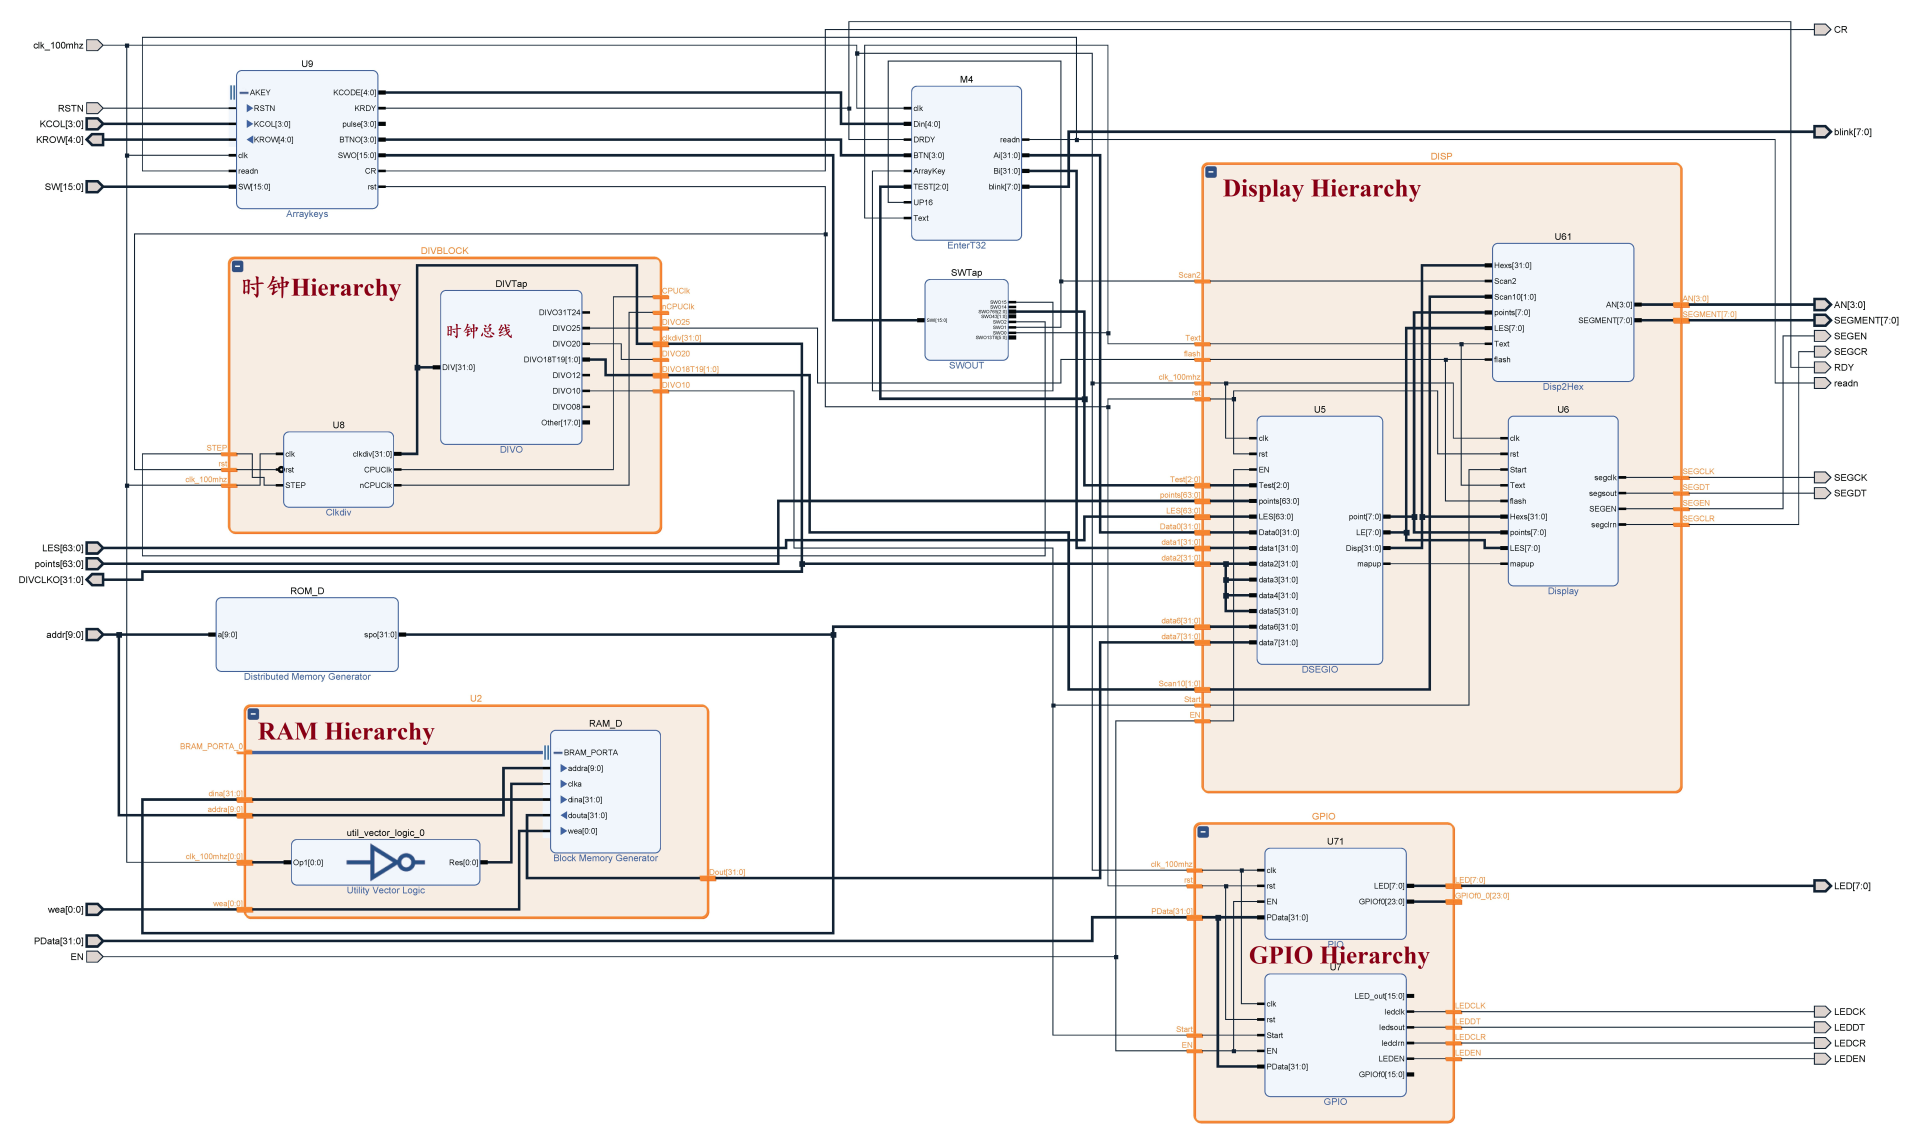 clk_100mhz
RSTN
KCOL[3:0]
KROW[4:0]
SW[15:0]
U9
AKEY
RSTN
KCOL[3:0]
KROW[4:0]
clk
readn
SW[15:0]
KCODE[4:0]
KRDY
pulse[3:0]
BTNO[3:0]
SWO[15:0]
CR
rst
Arraykeys
M4
clk
Din[4:0]
DRDY
BTN[3:0]
ArrayKey
TEST[2:0]
UP16
Text
readn
Ai[31:0]
Bi[31:0]
blink[7:0]
EnterT32
SWTap
SWI[15:0]
SWO15
SWO14
SWO2
SWO1
SWO0
SWOUT
DIVBLOCK
时钟Hierarchy
DIVTap
时钟总线
DIV[31:0]
DIVO31T24
DIVO25
DIVO20
DIVO18T19[1:0]
DIVO12
DIVO10
DIVO08
Other[17:0]
DIVO
CPUClk
nCPUClk
DIVO25
clkdiv[31:0]
DIVO20
DIVO18T19[1:0]
DIVO10
STEP
rst
clk_100mhz
U8
clk
rst
STEP
clkdiv[31:0]
CPUClk
nCPUClk
Clkdiv
LES[63:0]
points[63:0]
DIVCLKO[31:0]
addr[9:0]
ROM_D
a[9:0]
spo[31:0]
Distributed Memory Generator
U2
RAM Hierarchy
BRAM_PORTA_0
dina[31:0]
addra[9:0]
clk_100mhz[0:0]
wea[0:0]
RAM_D
BRAM_PORTA
addra[9:0]
clka
dina[31:0]
douta[31:0]
wea[0:0]
Block Memory Generator
util_vector_logic_0
Op1[0:0]
Res[0:0]
Utility Vector Logic
Dout[31:0]
wea[0:0]
PData[31:0]
EN
DISP
Display Hierarchy
Scan2
Text
flash
clk_100mhz
rst
Test[2:0]
points[63:0]
LES[63:0]
Data0[31:0]
data1[31:0]
data2[31:0]
data6[31:0]
data7[31:0]
Scan10[1:0]
Start
EN
U61
Hexs[31:0]
Scan2
Scan10[1:0]
points[7:0]
LES[7:0]
Text
flash
AN[3:0]
SEGMENT[7:0]
Disp2Hex
U5
clk
rst
EN
Test[2:0]
points[63:0]
LES[63:0]
Data0[31:0]
data1[31:0]
data2[31:0]
data3[31:0]
data4[31:0]
data5[31:0]
data6[31:0]
data7[31:0]
point[7:0]
LE[7:0]
Disp[31:0]
mapup
DSEGIO
U6
clk
rst
Start
Text
flash
Hexs[31:0]
points[7:0]
LES[7:0]
mapup
segclk
segsout
SEGEN
segclrn
Display
AN[3:0]
SEGMENT[7:0]
SEGCLK
SEGDT
SEGEN
SEGCLR
GPIO
clk_100mhz
rst
PData[31:0]
Start
EN
U71
clk
rst
EN
PData[31:0]
LED[7:0]
GPIOf0[23:0]
PIO
GPIO Hierarchy
U7
clk
rst
Start
EN
PData[31:0]
LED_out[15:0]
ledclk
ledsout
ledclrn
LEDEN
GPIOf0[15:0]
GPIO
LED[7:0]
GPIOf0_0[23:0]
LEDCLK
LEDDT
LEDCLR
LEDEN
CR
blink[7:0]
AN[3:0]
SEGMENT[7:0]
SEGEN
SEGCR
RDY
readn
SEGCK
SEGDT
LED[7:0]
LEDCK
LEDDT
LEDCR
LEDEN